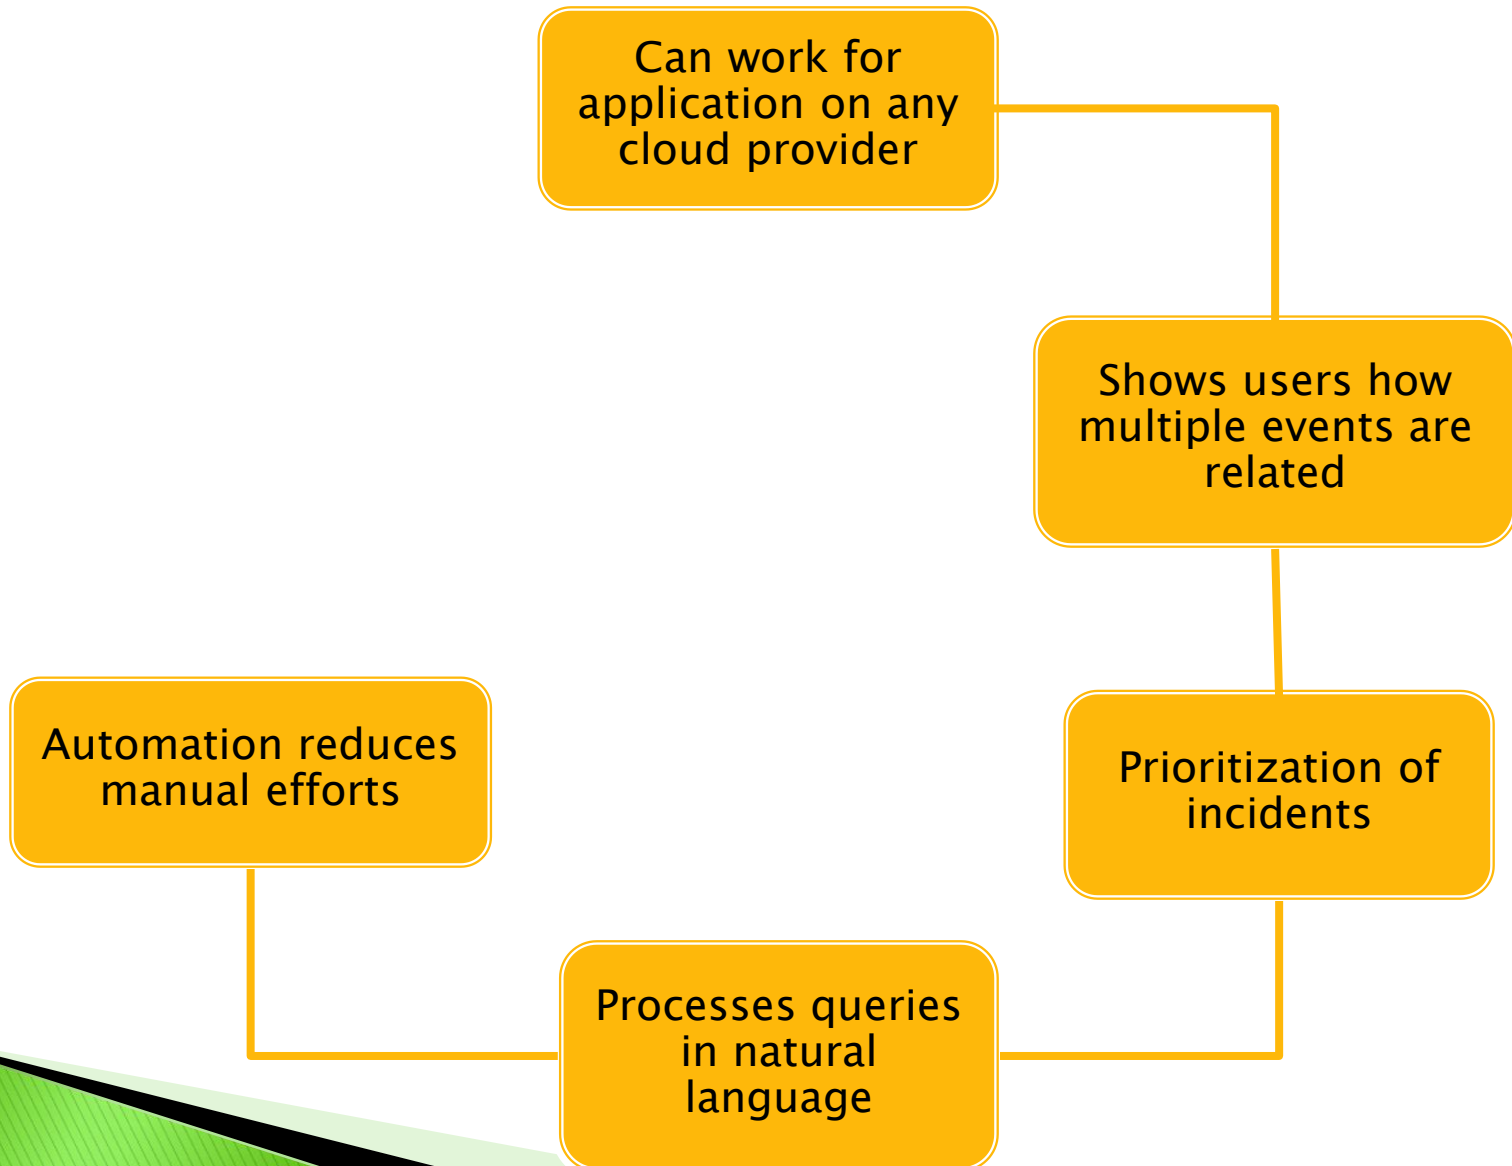 Can work for
application on any
cloud provider
Shows users how
multiple events are
related
Prioritization of
incidents
Processes queries
in natural
language
Automation reduces
manual efforts